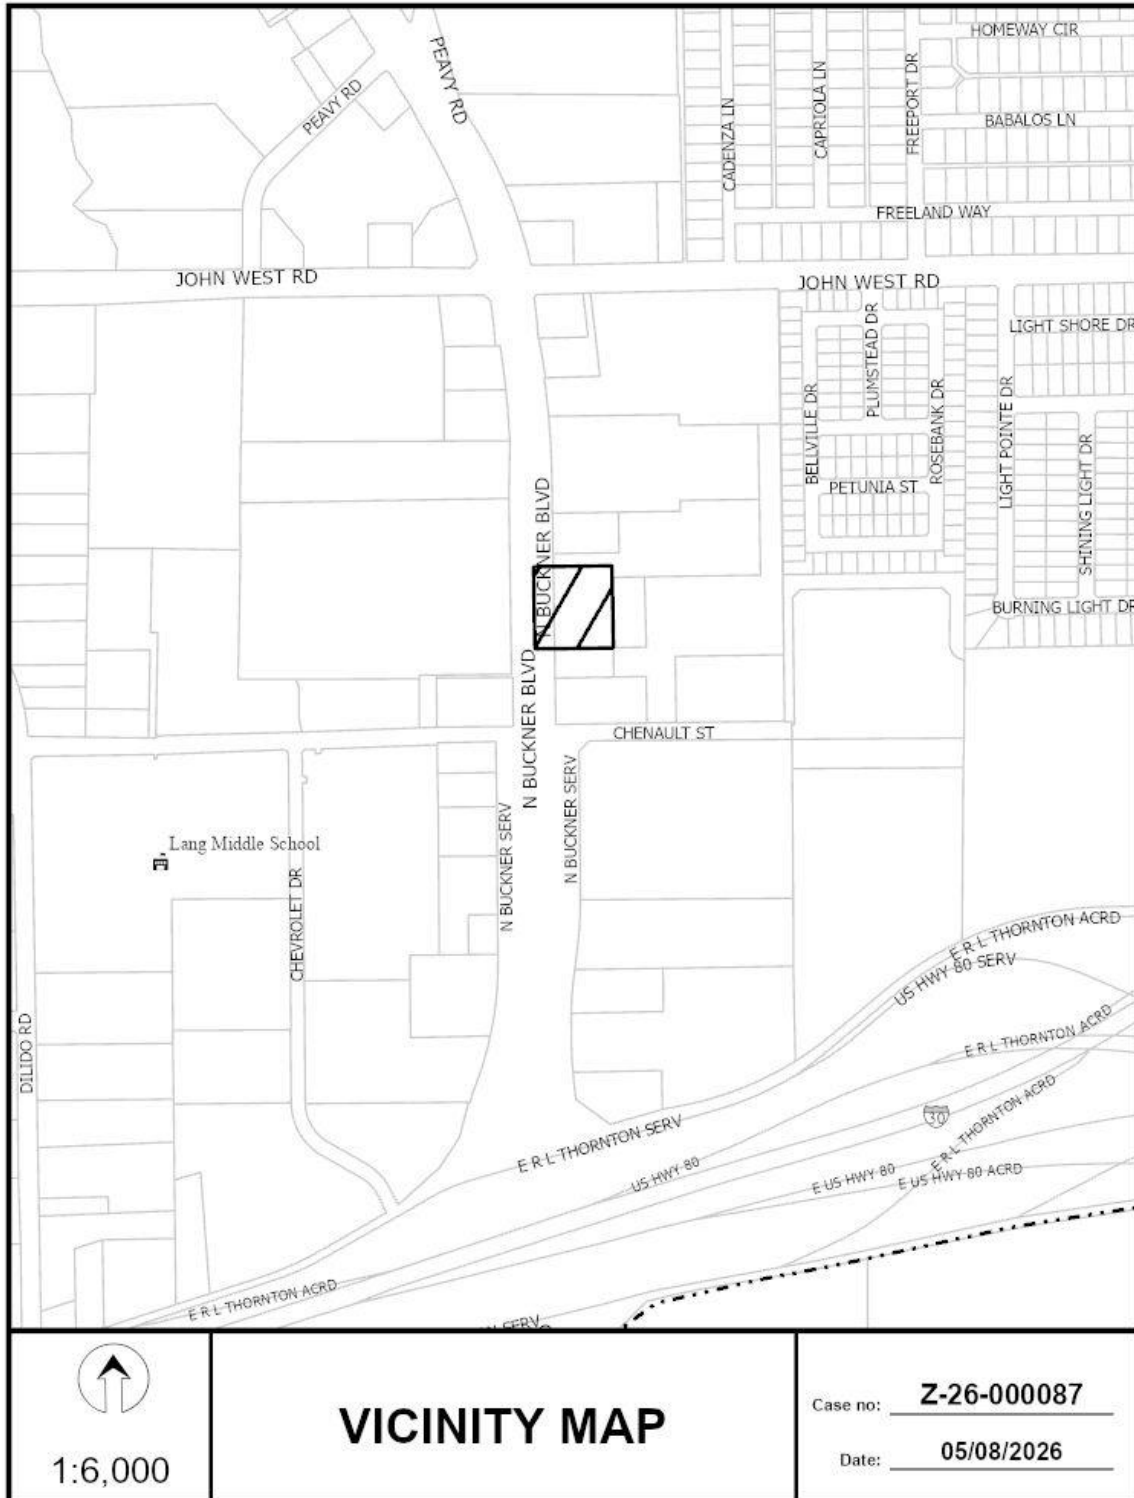 HOMEWAY CIR
PEAVY RD
PEAVY RD
CADENZA LN
CAPRIOLA LN
FREEPORT DR
BABALOS LN
FREELAND WAY
JOHN WEST RD
JOHN WEST RD
LIGHT SHORE DR
PLUMSTEAD DR
BELLVILLE DR
ROSEBANK DR
LIGHT POINTE DR
SHINING LIGHT DR
PETUNIA ST
N BUCKNER BLVD
BURNING LIGHT DR
N BUCKNER BLVD
CHENAULT ST
N BUCKNER SERV
N BUCKNER SERV
Lang Middle School
CHEVROLET DR
E R L THORNTON ACRD
US HWY 80 SERV
DILIDO RD
E R L THORNTON ACRD
30
E R L THORNTON ACRD
E R L THORNTON SERV
US HWY 80
E US HWY 80
E US HWY 80 ACRD
E R L THORNTON ACRD
SERV
1:6,000
VICINITY MAP
Case no: Z-26-000087
Date: 05/08/2026